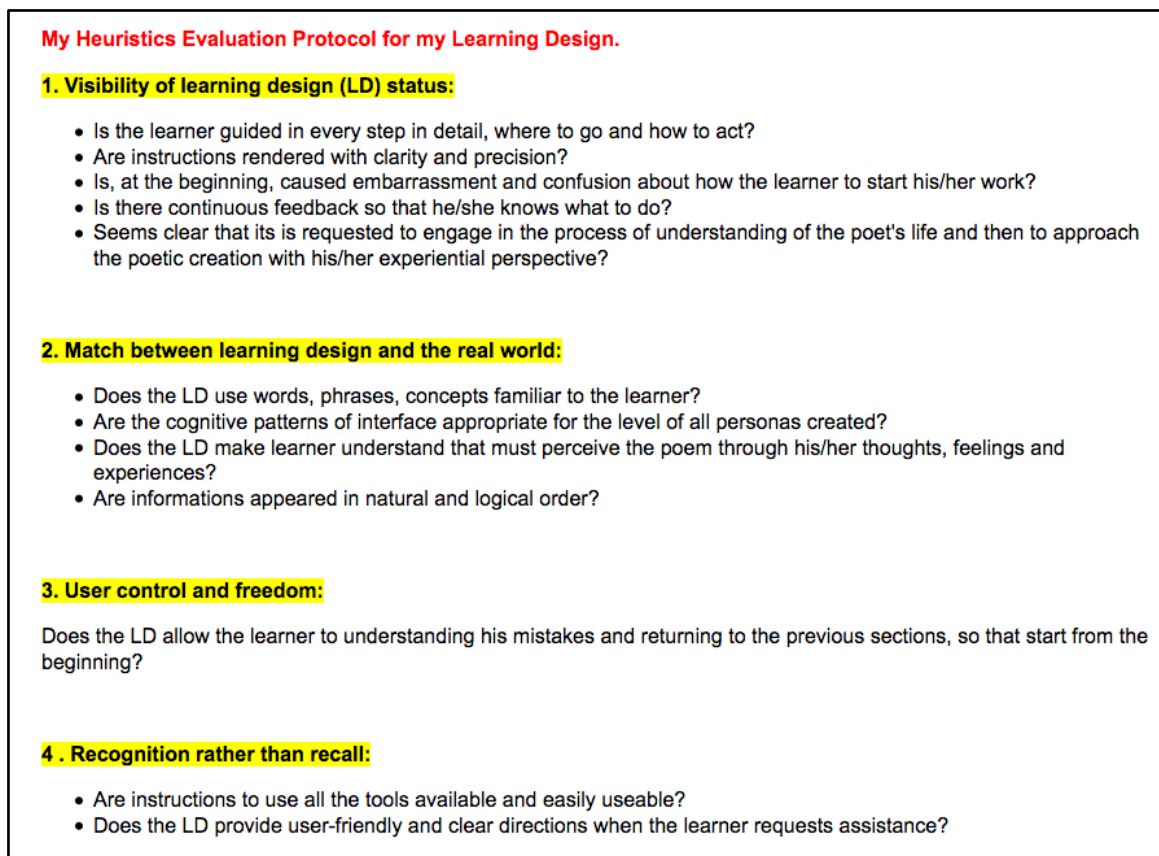 My Heuristics Evaluation Protocol for my Learning Design.
1. Visibility of learning design (LD) status:
• Is the learner guided in every step in detail, where to go and how to act?
• Are instructions rendered with clarity and precision?
• Is, at the beginning, caused embarrassment and confusion about how the learner to start his/her work?
• Is there continuous feedback so that he/she knows what to do?
• Seems clear that its is requested to engage in the process of understanding of the poet's life and then to approach
the poetic creation with his/her experiential perspective?
2. Match between learning design and the real world:
• Does the LD use words, phrases, concepts familiar to the learner?
• Are the cognitive patterns of interface appropriate for the level of all personas created?
• Does the LD make learner understand that must perceive the poem through his/her thoughts, feelings and
experiences?
• Are informations appeared in natural and logical order?
3. User control and freedom:
Does the LD allow the learner to understanding his mistakes and returning to the previous sections, so that start from the
beginning?
4 . Recognition rather than recall:
• Are instructions to use all the tools available and easily useable?
• Does the LD provide user-friendly and clear directions when the learner requests assistance?